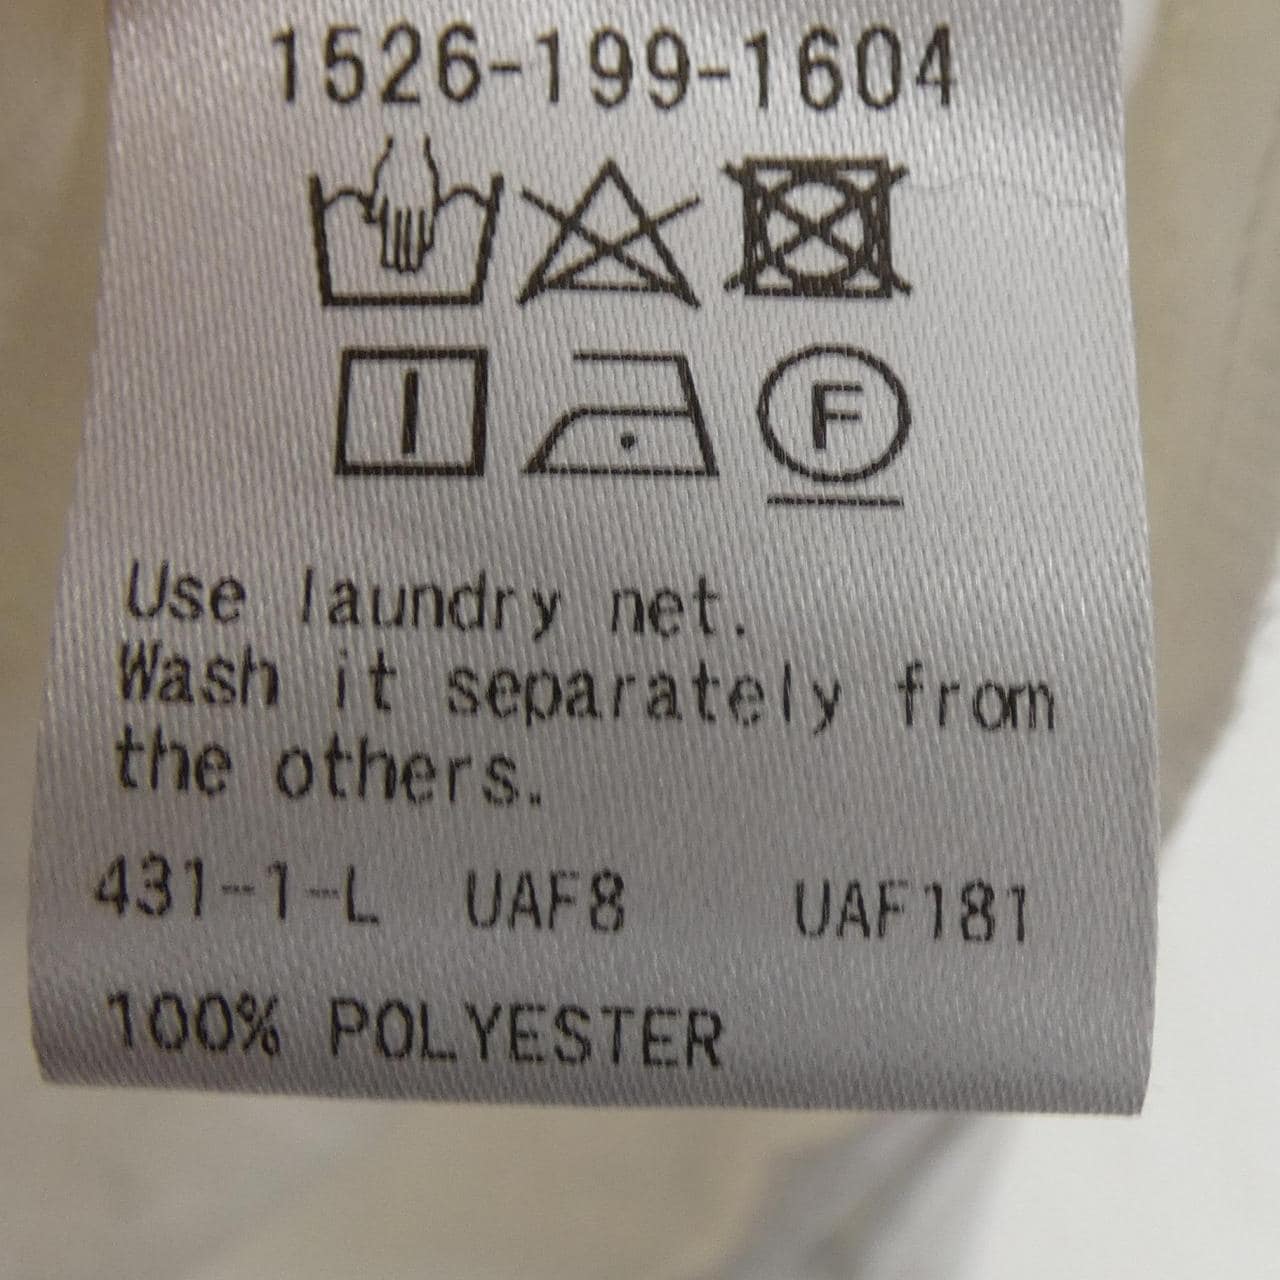 1526-199-1604
F
Use laundry net.
Wash it separately from
the others.
431-1-L UAF8 UAF181
100% POLYESTER